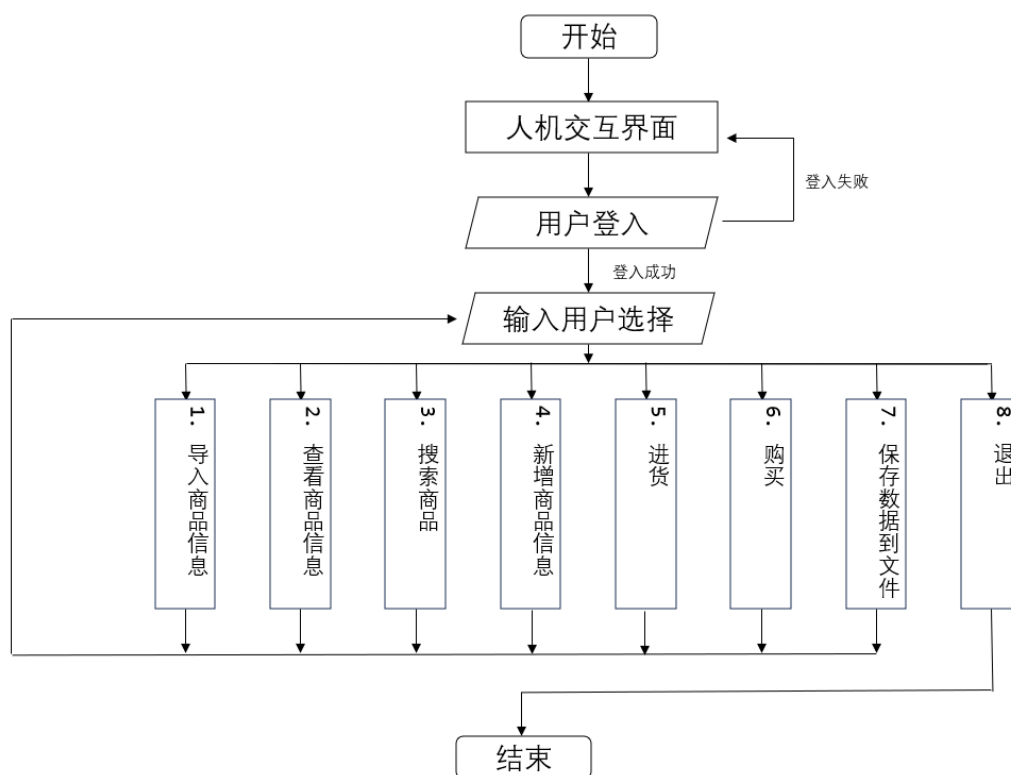 开始
人机交互界面
登入失败
用户登入
登入成功
输入用户选择
1. 导入商品信息
2. 查看商品信息
3. 搜索商品
4. 新增商品信息
5. 进货
6. 购买
7. 保存数据到文件
8. 退出
结束